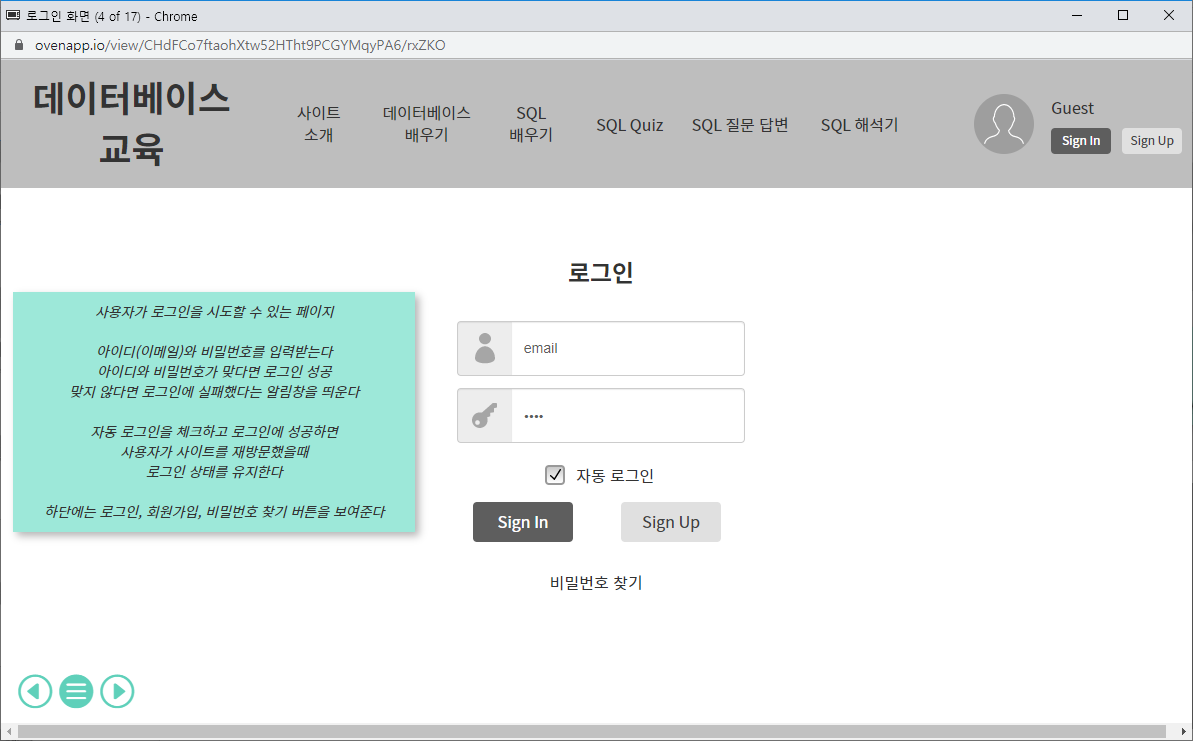 로그인 화면 (4 of 17) - Chrome
ovenapp.io/view/CHdFCo7ftaohXtw52HTht9PCGYMqyPA6/rxZKO
데이터베이스
교육
사이트
소개
데이터베이스
배우기
SQL
배우기
SQL Quiz
SQL 질문 답변
SQL 해석기
Guest
Sign In
Sign Up
로그인
사용자가 로그인을 시도할 수 있는 페이지
아이디(이메일)와 비밀번호를 입력받는다
아이디와 비밀번호가 맞다면 로그인 성공
맞지 않다면 로그인에 실패했다는 알림창을 띄운다
자동 로그인을 체크하고 로그인에 성공하면
사용자가 사이트를 재방문했을때
로그인 상태를 유지한다
하단에는 로그인, 회원가입, 비밀번호 찾기 버튼을 보여준다
email
••••
자동 로그인
Sign In
Sign Up
비밀번호 찾기